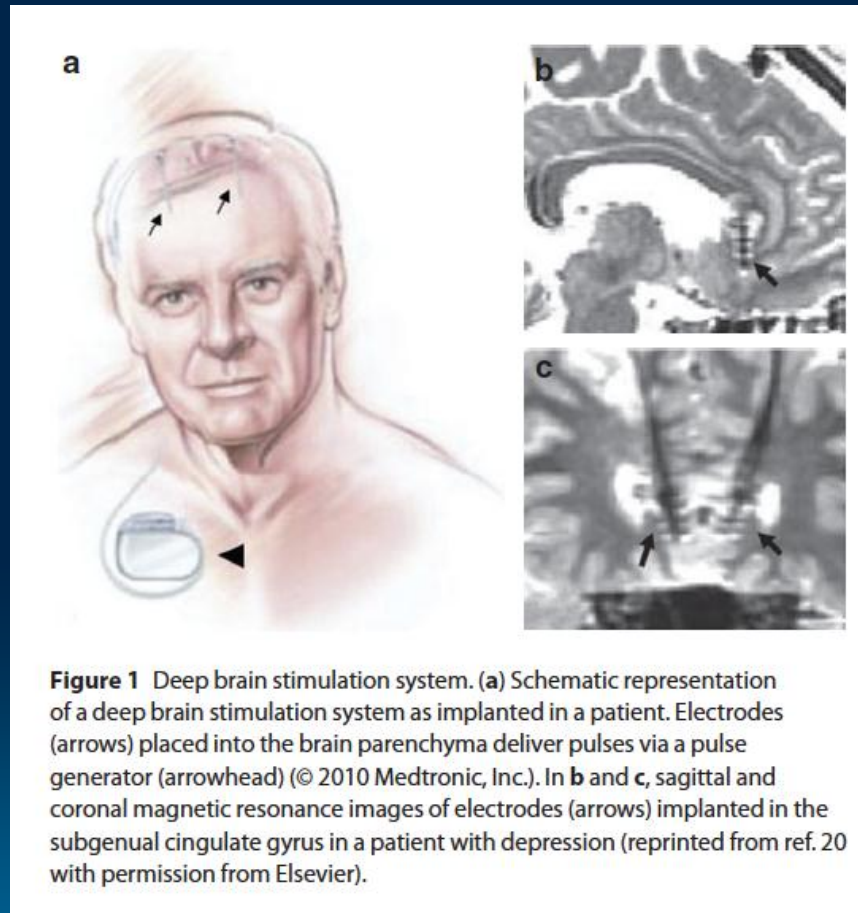 a
b
c
Figure 1 Deep brain stimulation system. (a) Schematic representation
of a deep brain stimulation system as implanted in a patient. Electrodes
(arrows) placed into the brain parenchyma deliver pulses via a pulse
generator (arrowhead) (© 2010 Medtronic, Inc.). In b and c, sagittal and
coronal magnetic resonance images of electrodes (arrows) implanted in the
subgenual cingulate gyrus in a patient with depression (reprinted from ref. 20
with permission from Elsevier).